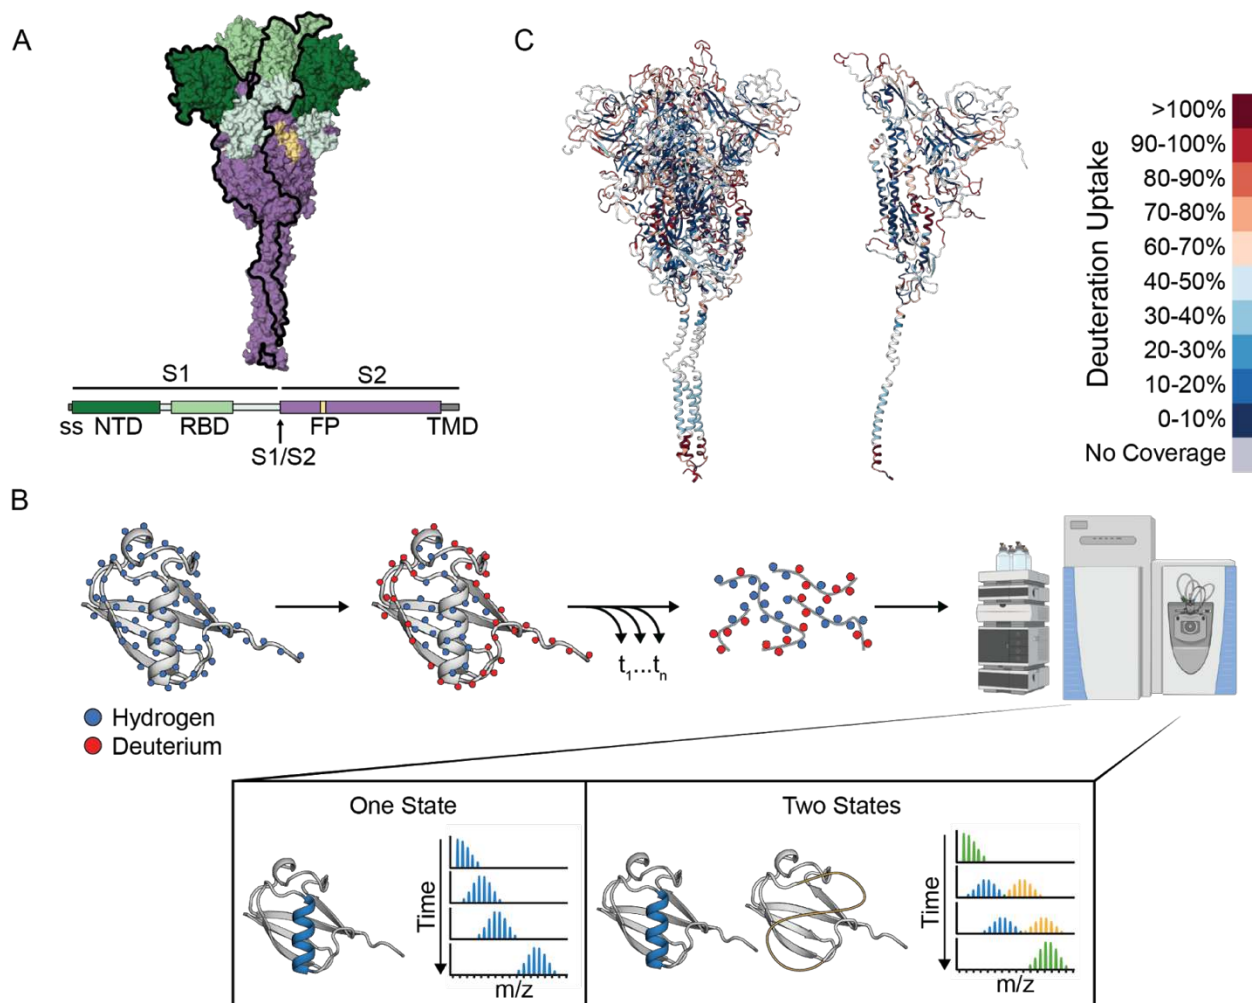 A
S1 S2
ss NTD RBD FP TMD
S1/S2
C
Deuteration Uptake
>100%
90-100%
80-90%
70-80%
60-70%
40-50%
30-40%
20-30%
10-20%
0-10%
No Coverage
B
t₁...tₙ
Hydrogen
Deuterium
One State
Time
m/z
Two States
Time
m/z